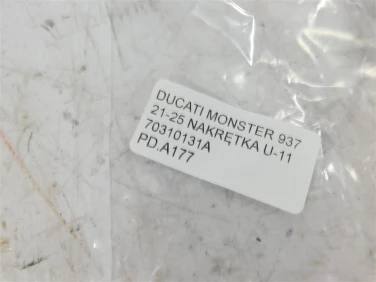 DUCATI MONSTER 937
21-25 NAKRĘTKA U-11
70310131A
PD.A177